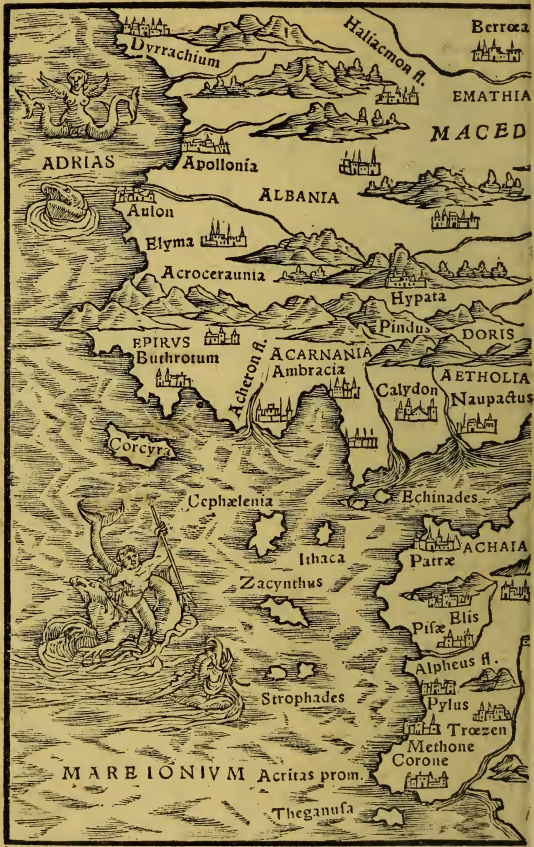 Dyrrachium
Haliacmon fl.
Berrœa
EMATHIA
MACED
ADRIAS
Apollonia
ALBANIA
Aulon
Elyma
Acroceraunia
Hypata
Pindus
DORIS
EPIRVS
Buthrotum
Acheron fl.
ACARNANIA
Ambracia
Calydon
AETHOLIA
Naupactus
Corcyra
Cephælenia
Echinades
Ithaca
Patræ
ACHAIA
Zacynthus
Elis
Piſæ
Alpheus fl.
Strophades
Pylus
Trœzen
Methone
Corone
MARE IONIVM
Acritas prom.
Theganuſa